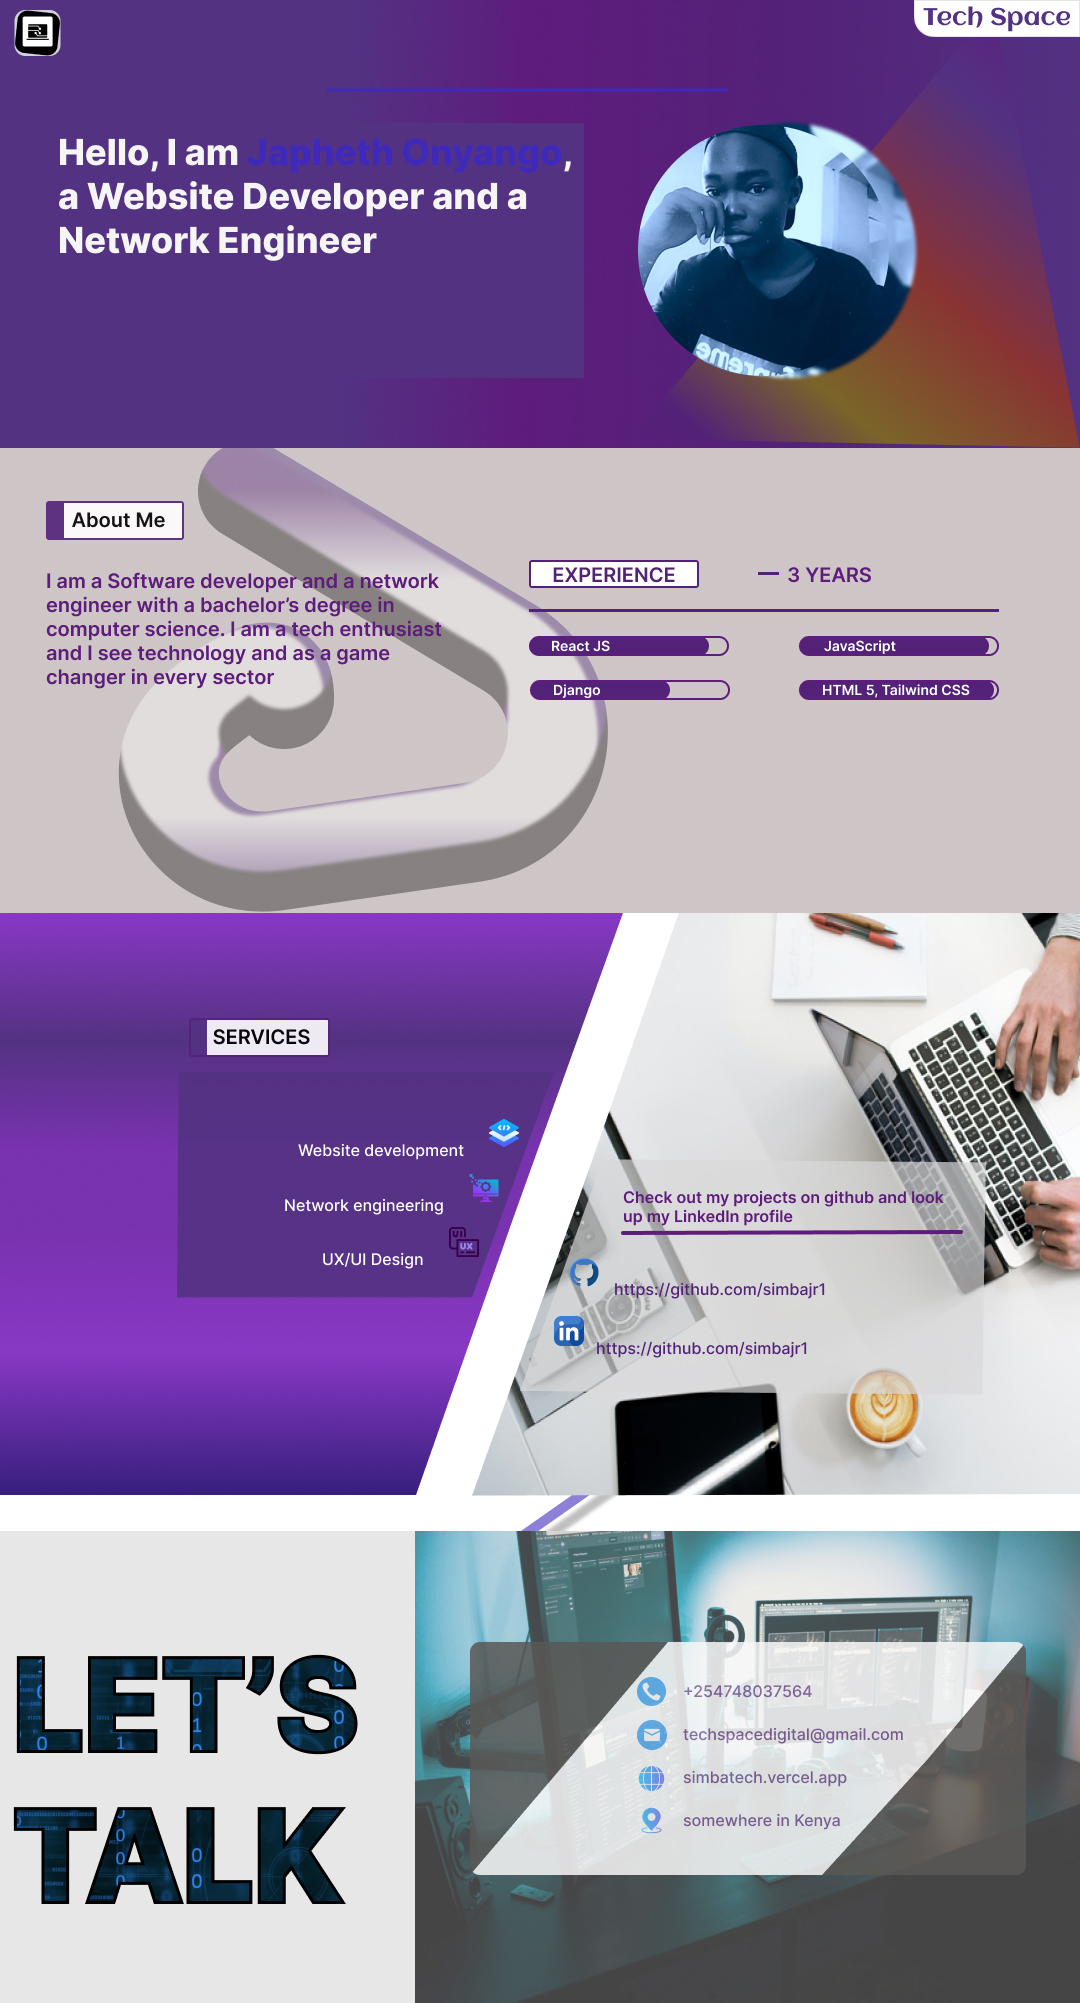 Tech Space
Hello, I am Japheth Onyango,
a Website Developer and a
Network Engineer
About Me
I am a Software developer and a network
engineer with a bachelor's degree in
computer science. I am a tech enthusiast
and I see technology and as a game
changer in every sector
EXPERIENCE
3 YEARS
React JS
JavaScript
Django
HTML 5, Tailwind CSS
SERVICES
Website development
Network engineering
UX/UI Design
UX
Check out my projects on github and look
up my LinkedIn profile
https://github.com/simbajr1
in
https://github.com/simbajr1
LET'S
TALK
+254748037564
techspacedigital@gmail.com
simbatech.vercel.app
somewhere in Kenya